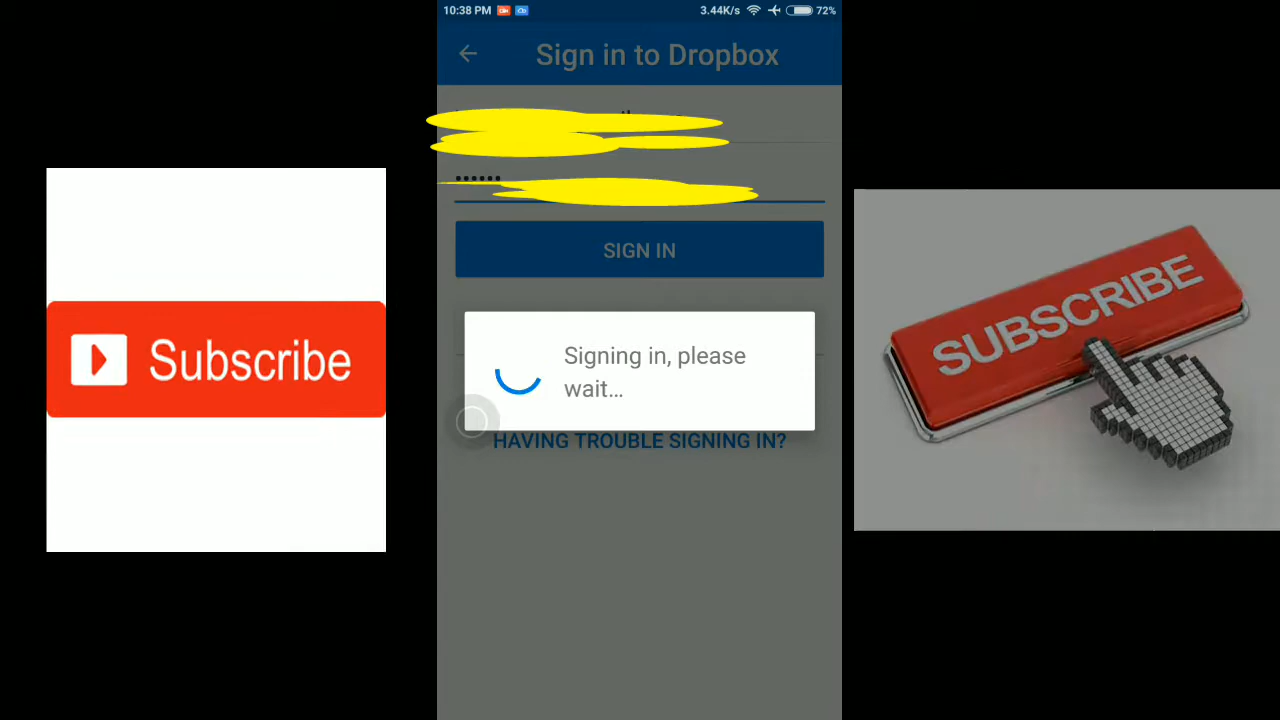 10:38 PM
3.44K/s
72%
Sign in to Dropbox
SIGN IN
Signing in, please
wait...
HAVING TROUBLE SIGNING IN?
Subscribe
SUBSCRIBE